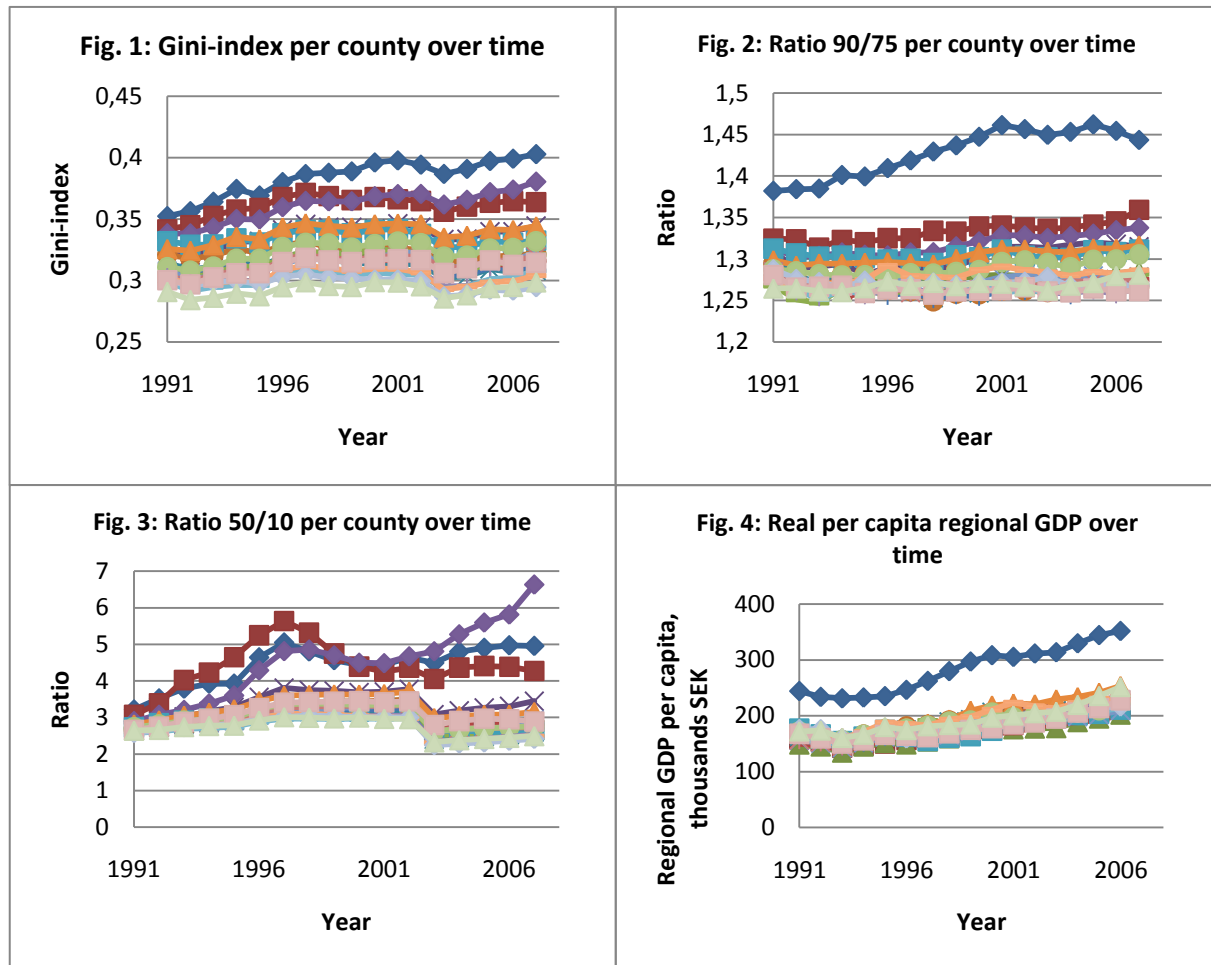 Fig. 1: Gini-index per county over time
0,45
0,4
0,35
0,3
0,25
Gini-index
1991 1996 2001 2006
Year
Fig. 2: Ratio 90/75 per county over time
1,5
1,45
1,4
1,35
1,3
1,25
1,2
Ratio
1991 1996 2001 2006
Year
Fig. 3: Ratio 50/10 per county over time
7
6
5
4
3
2
1
0
Ratio
1991 1996 2001 2006
Year
Fig. 4: Real per capita regional GDP over
time
400
300
200
100
0
Regional GDP per capita,
thousands SEK
1991 1996 2001 2006
Year